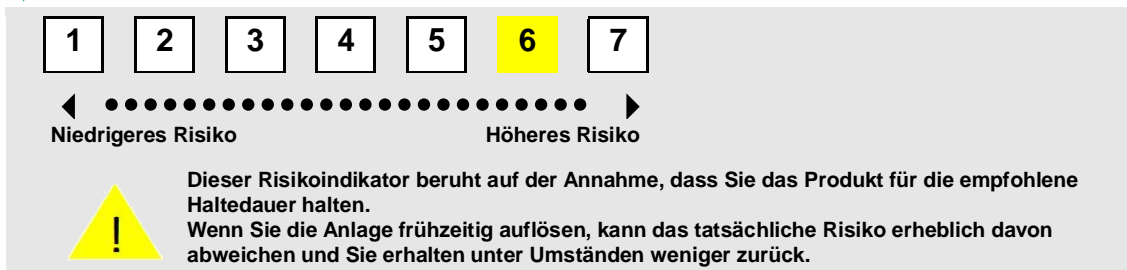 1 2 3 4 5 6 7
Niedrigeres Risiko Höheres Risiko
Dieser Risikoindikator beruht auf der Annahme, dass Sie das Produkt für die empfohlene
Haltedauer halten.
! Wenn Sie die Anlage frühzeitig auflösen, kann das tatsächliche Risiko erheblich davon
abweichen und Sie erhalten unter Umständen weniger zurück.